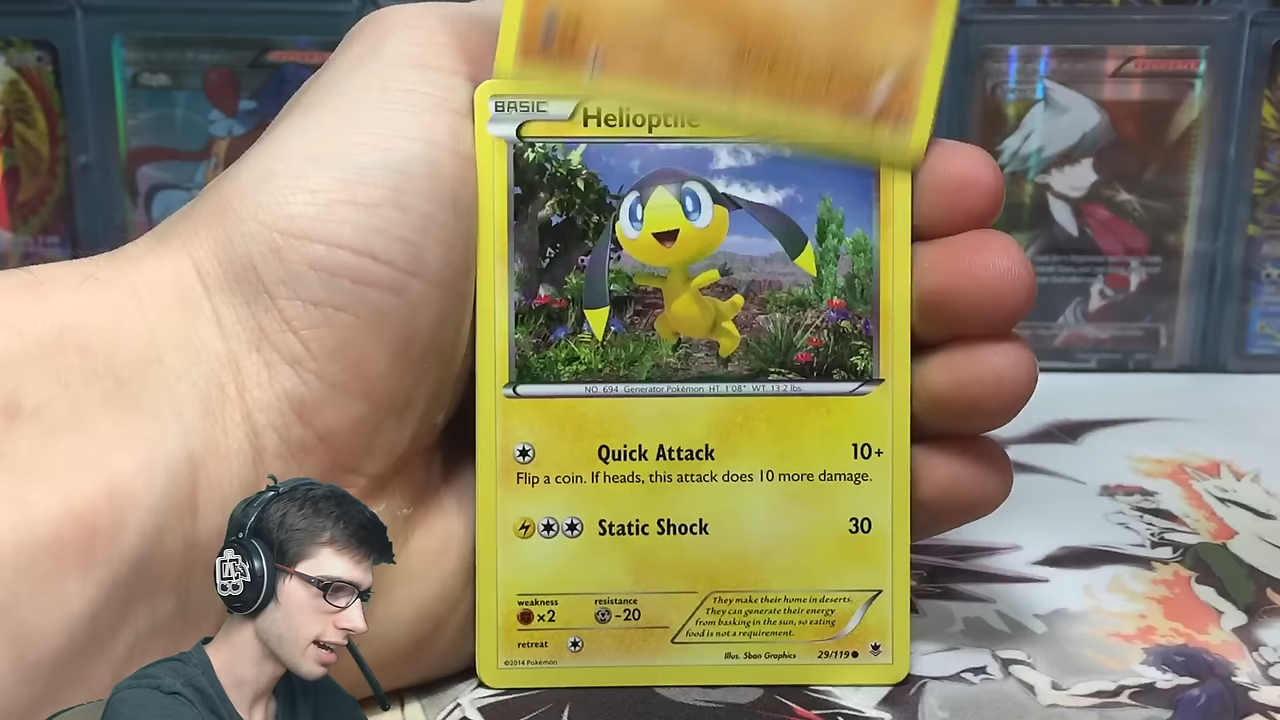 BASIC
Helioptile
NO. 694 Generator Pokémon HT. 1'08" WT. 13.2 lbs.
Quick Attack 10+
Flip a coin. If heads, this attack does 10 more damage.
Static Shock 30
weakness
×2
resistance
-20
retreat
They make their home in deserts.
They can generate their energy
from basking in the sun, so eating
food is not a requirement.
Illus. 5ban Graphics 29/119
©2014 Pokémon